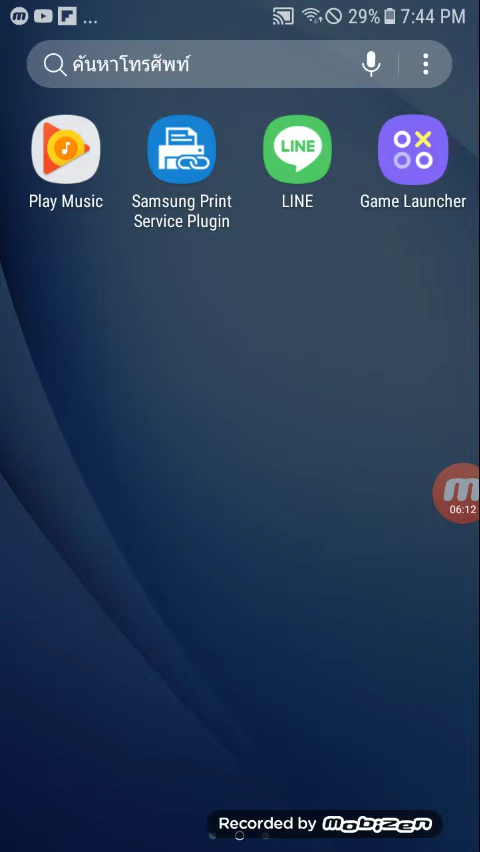 ... 29% 7:44 PM
ค้นหาโทรศัพท์
LINE
Play Music
Samsung Print
Service Plugin
LINE
Game Launcher
m
06:12
Recorded by mobizen